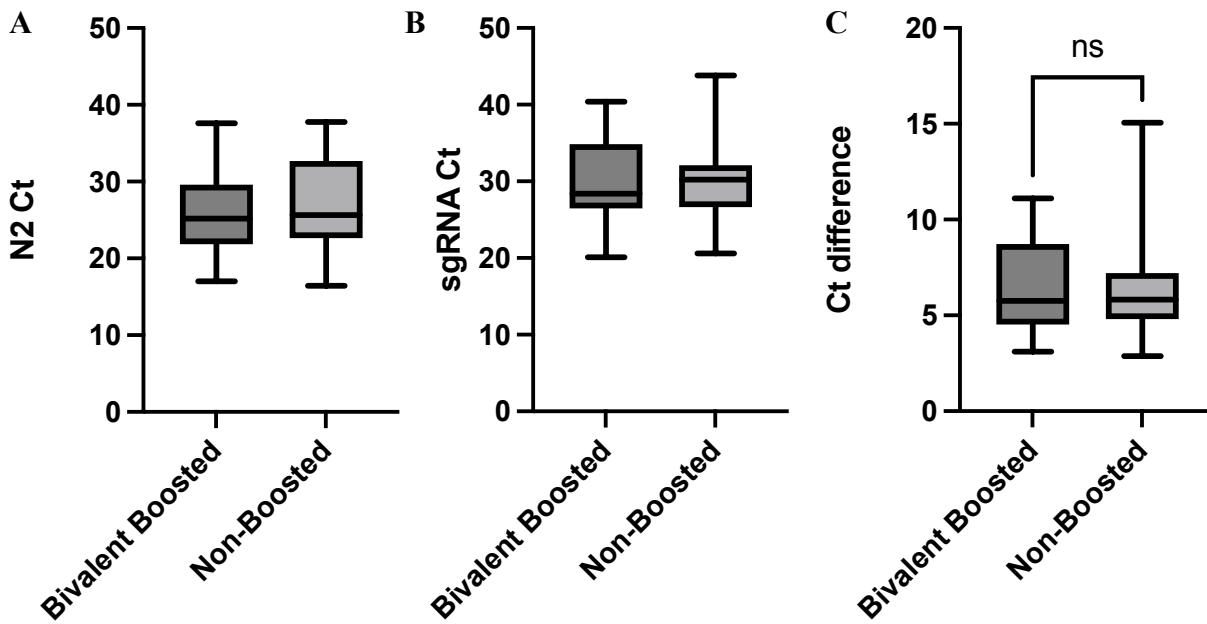 A
N2 Ct
50
40
30
20
10
0
Bivalent Boosted
Non-Boosted
B
sgRNA Ct
50
40
30
20
10
0
Bivalent Boosted
Non-Boosted
C
Ct difference
20
15
10
5
0
ns
Bivalent Boosted
Non-Boosted